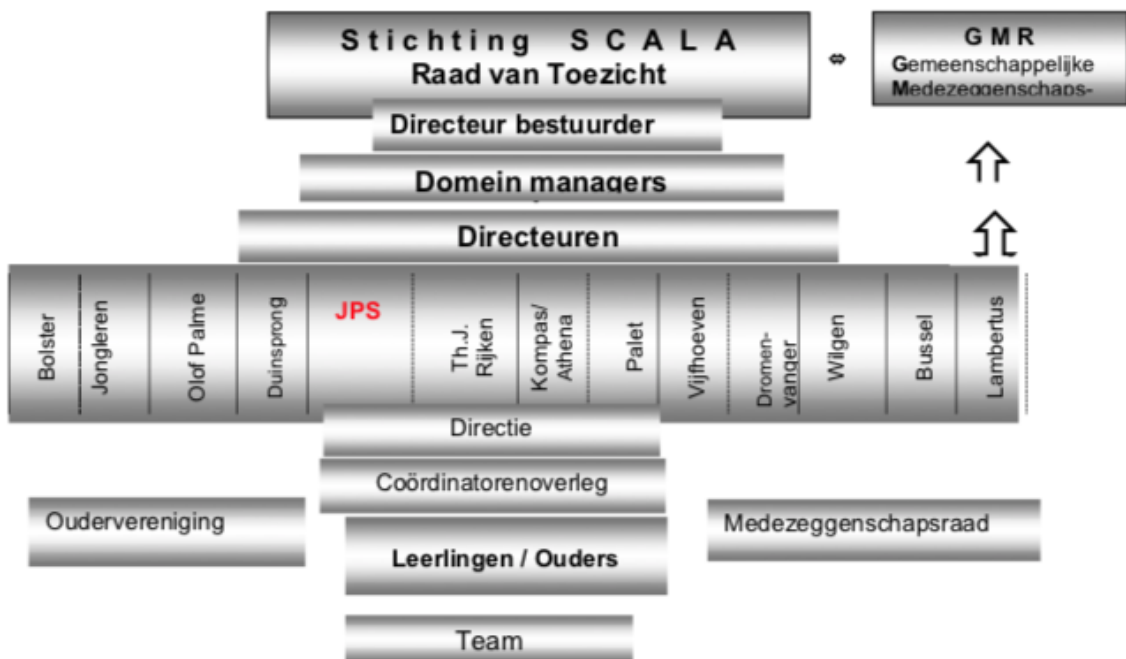 Stichting SCALA
Raad van Toezicht
GMR
Gemeenschappelijke
Medezeggenschaps-
Directeur bestuurder
Domein managers
Directeuren
Bolster
Jongleren
Olof Palme
Duinsprong
JPS
Th.J.
Rijken
Kompas/
Athena
Palet
Vijfhoeven
Dromen-
vanger
Wilgen
Bussel
Lambertus
Directie
Coördinatorenoverleg
Oudervereniging
Medezeggenschapsraad
Leerlingen / Ouders
Team